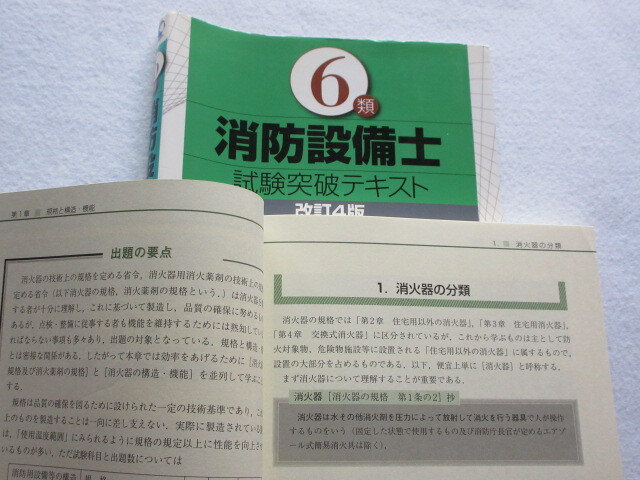 6
類
消防設備士
試験突破テキスト
改訂4版
第1章
規格と構造・機能
出題の要点
消火器の技術上の規格を定める省令，消火器用消火薬剤の技術上の
定める省令（以下消火器の規格，消火薬剤の規格という。）は消火器を
する者が十分に理解し，これに基づいて製造し，品質の確保に努めるも
あるが，点検・整備に従事する者も機能を維持するためには熟知してい
ればならない事項も多々あり，出題の対象となっている。規格と構造・
とは密接な関係がある。したがって本章では効率をあげるために［消火
規格及び消火薬剤の規格］と［消火器の構造・機能］を並列して学ぶに
する。
規格は品質の確保を図るために設けられた一定の技術基準であり，これ
上のものを製造することは一向に差し支えない。実際に製造されている
は，「使用温度範囲」にみられるように規格の規定以上に性能を向上させ
いるものが多い。ただ試験科目と出題数については
消防用設備等の構造
1.
消火器の分類
1．消火器の分類
消火器の規格では「第2章 住宅用以外の消火器」，「第3章 住宅用消火器」，
「第4章 交換式消火器」に区分されているが，これから学ぶものは主として防
火対象物，危険物施設等に設置される「住宅用以外の消火器」に属するもので，
設置の大部分を占めるものである。以下，便宜上単に［消火器］と呼称する。
まず消火器について理解することが重要である。
消火器［消火器の規格 第1条の2］抄
消火器は水その他消火剤を圧力によって放射して消火を行う器具で人が操作
するものをいう（固定した状態で使用するもの及び消防庁長官が定めるエアゾ
ール式簡易消火具は除く）。